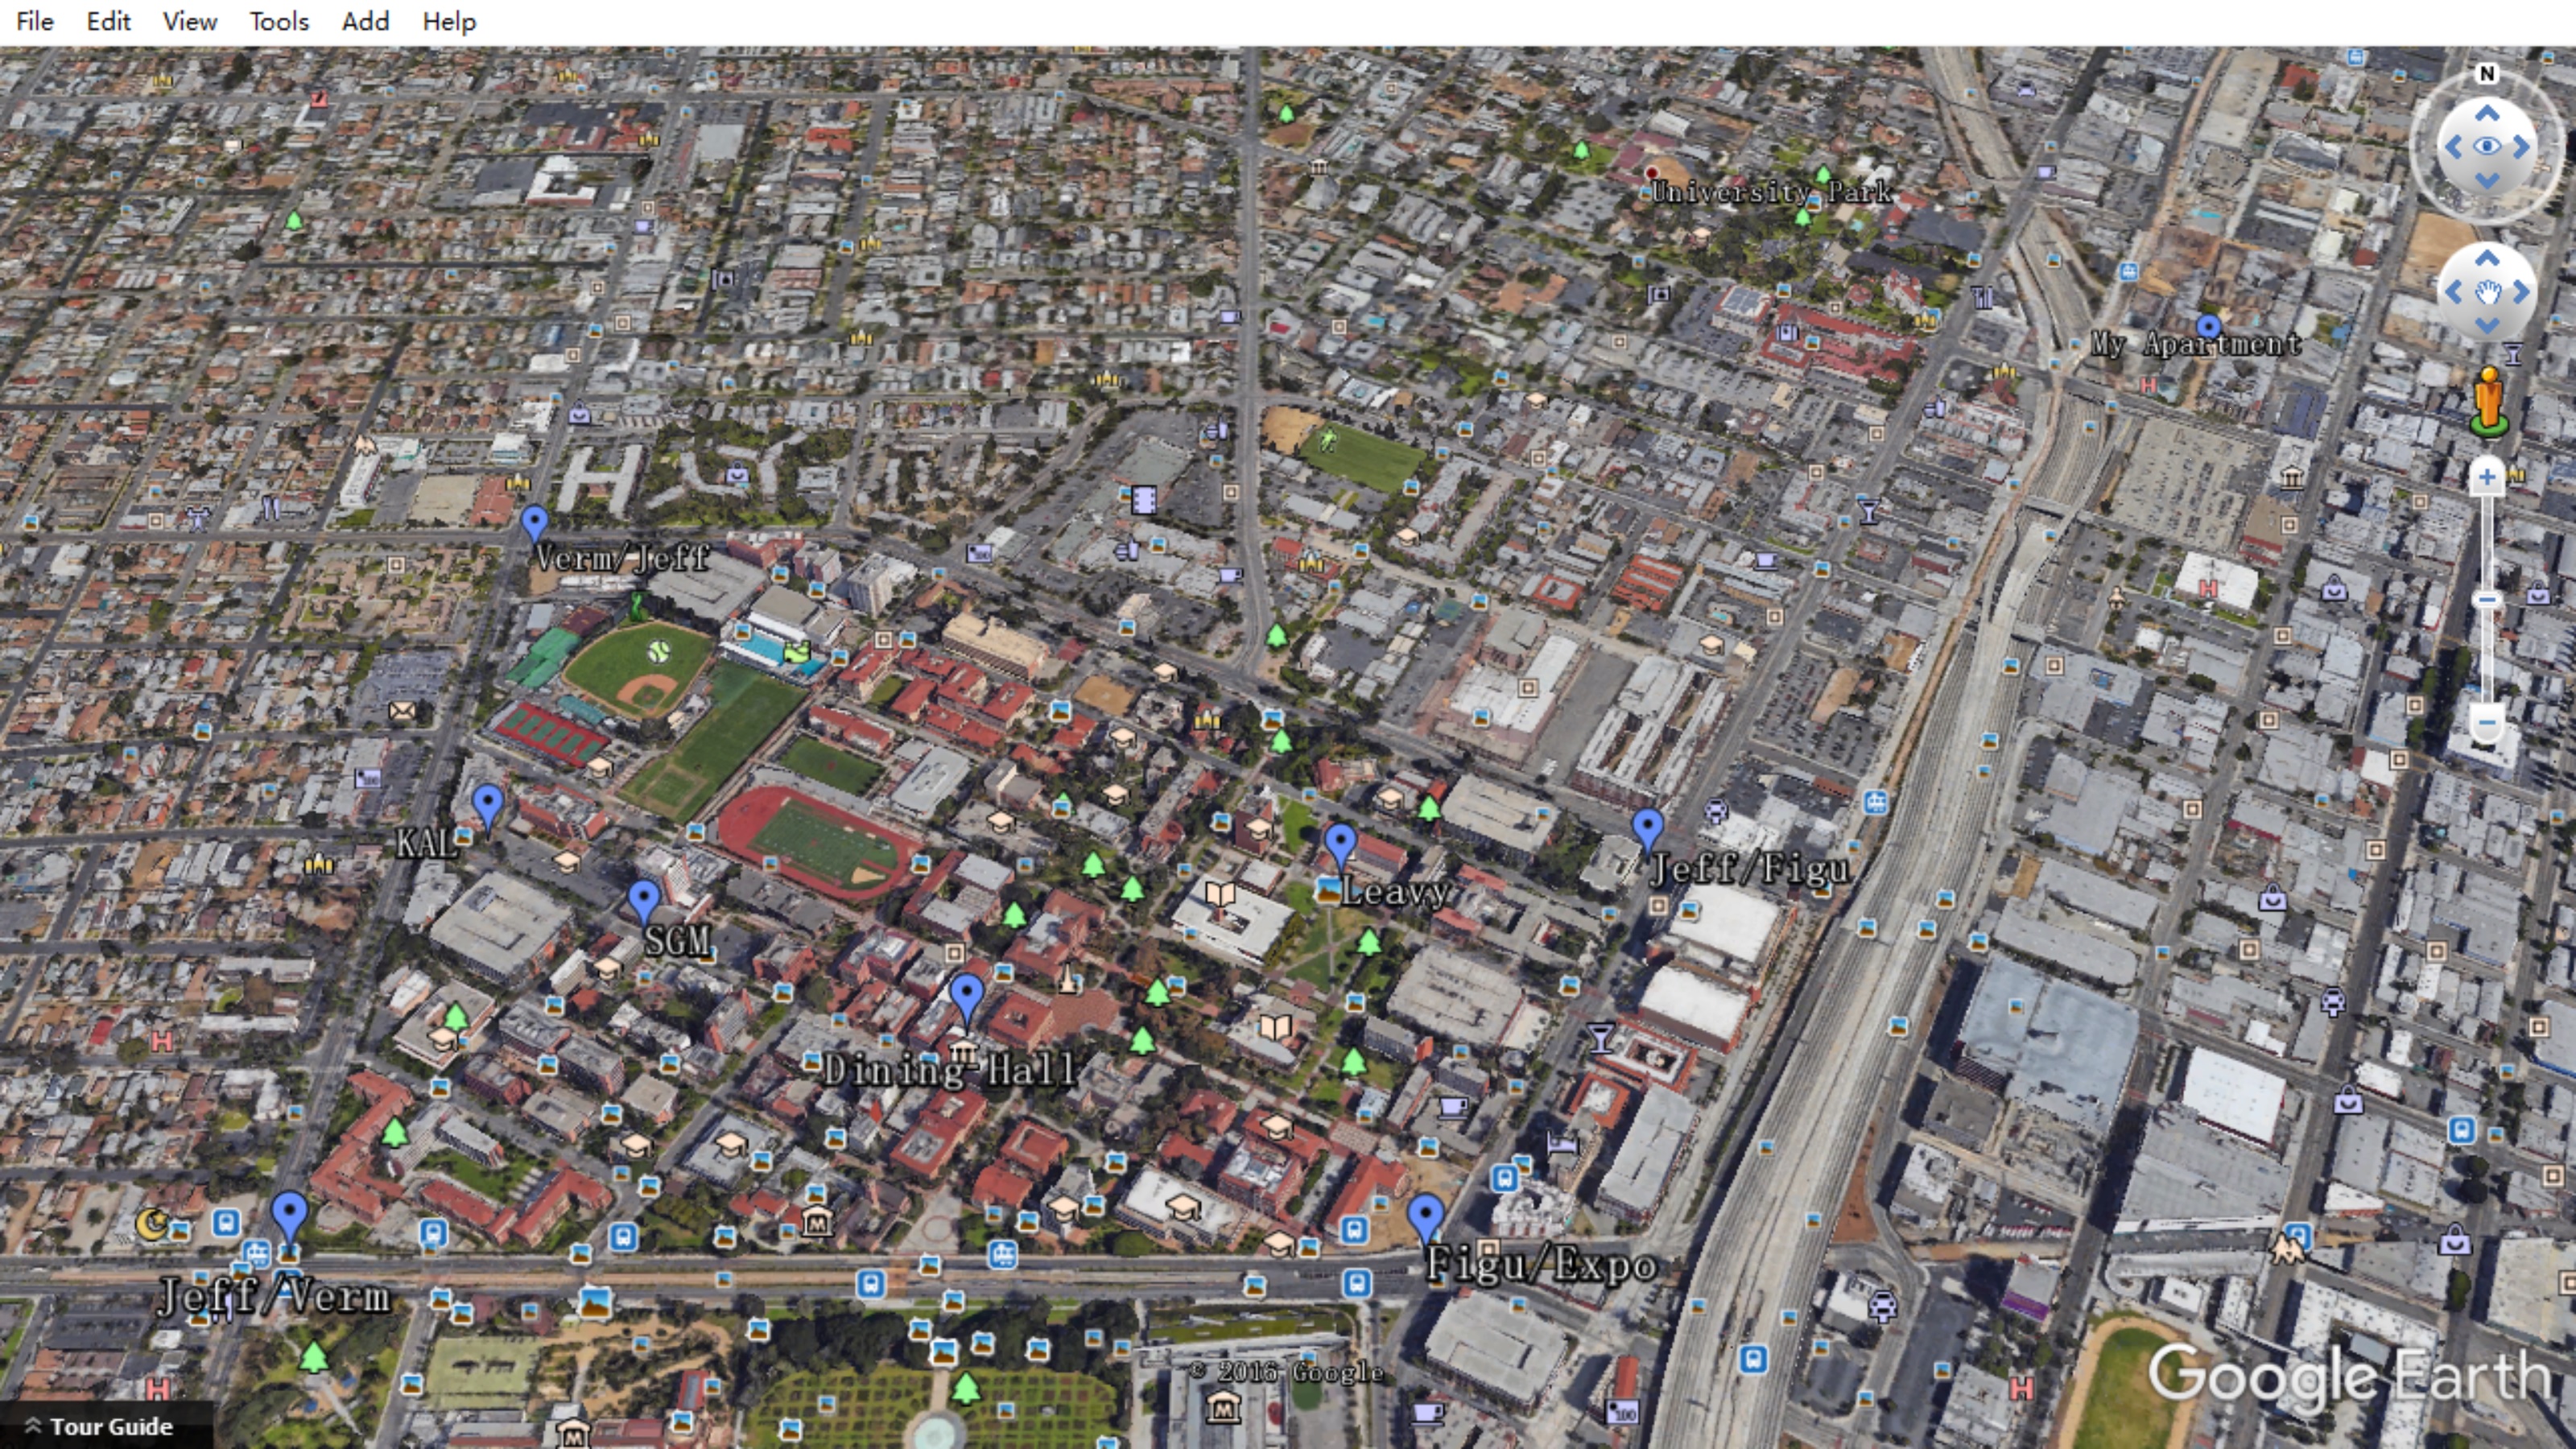 File Edit View Tools Add Help
N
University Park
My Apartment
Verm/Jeff
KAL
Leavy
Jeff/Figu
SGM
Dining Hall
Figu/Expo
Jeff/Verm
© 2016 Google
Google Earth
Tour Guide